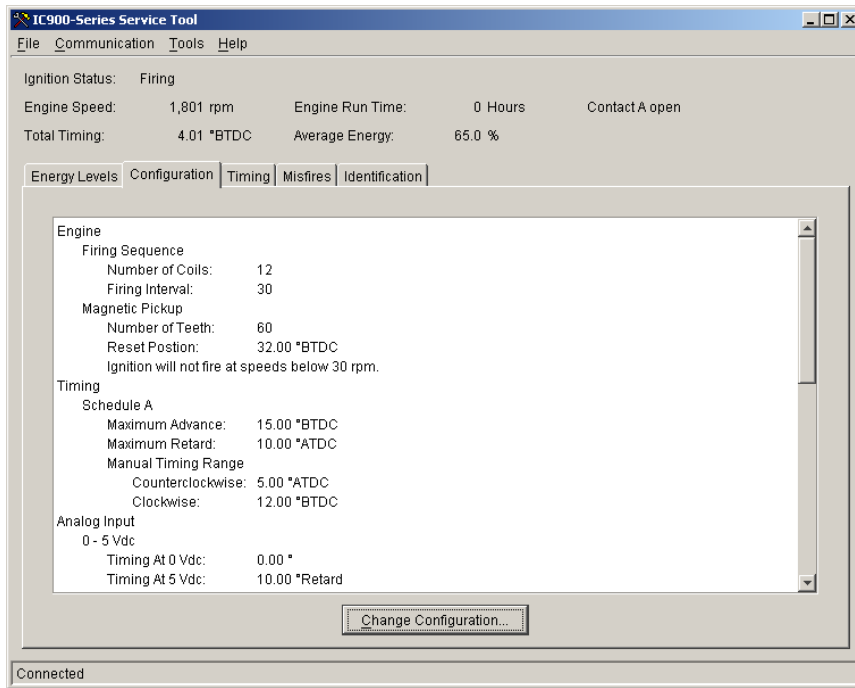 IC900-Series Service Tool
File Communication Tools Help
Ignition Status: Firing
Engine Speed: 1,801 rpm Engine Run Time: 0 Hours Contact A open
Total Timing: 4.01 °BTDC Average Energy: 65.0 %
Energy Levels Configuration Timing Misfires Identification
Engine
Firing Sequence
Number of Coils: 12
Firing Interval: 30
Magnetic Pickup
Number of Teeth: 60
Reset Postion: 32.00 °BTDC
Ignition will not fire at speeds below 30 rpm.
Timing
Schedule A
Maximum Advance: 15.00 °BTDC
Maximum Retard: 10.00 °ATDC
Manual Timing Range
Counterclockwise: 5.00 °ATDC
Clockwise: 12.00 °BTDC
Analog Input
0 - 5 Vdc
Timing At 0 Vdc: 0.00 °
Timing At 5 Vdc: 10.00 °Retard
Change Configuration...
Connected